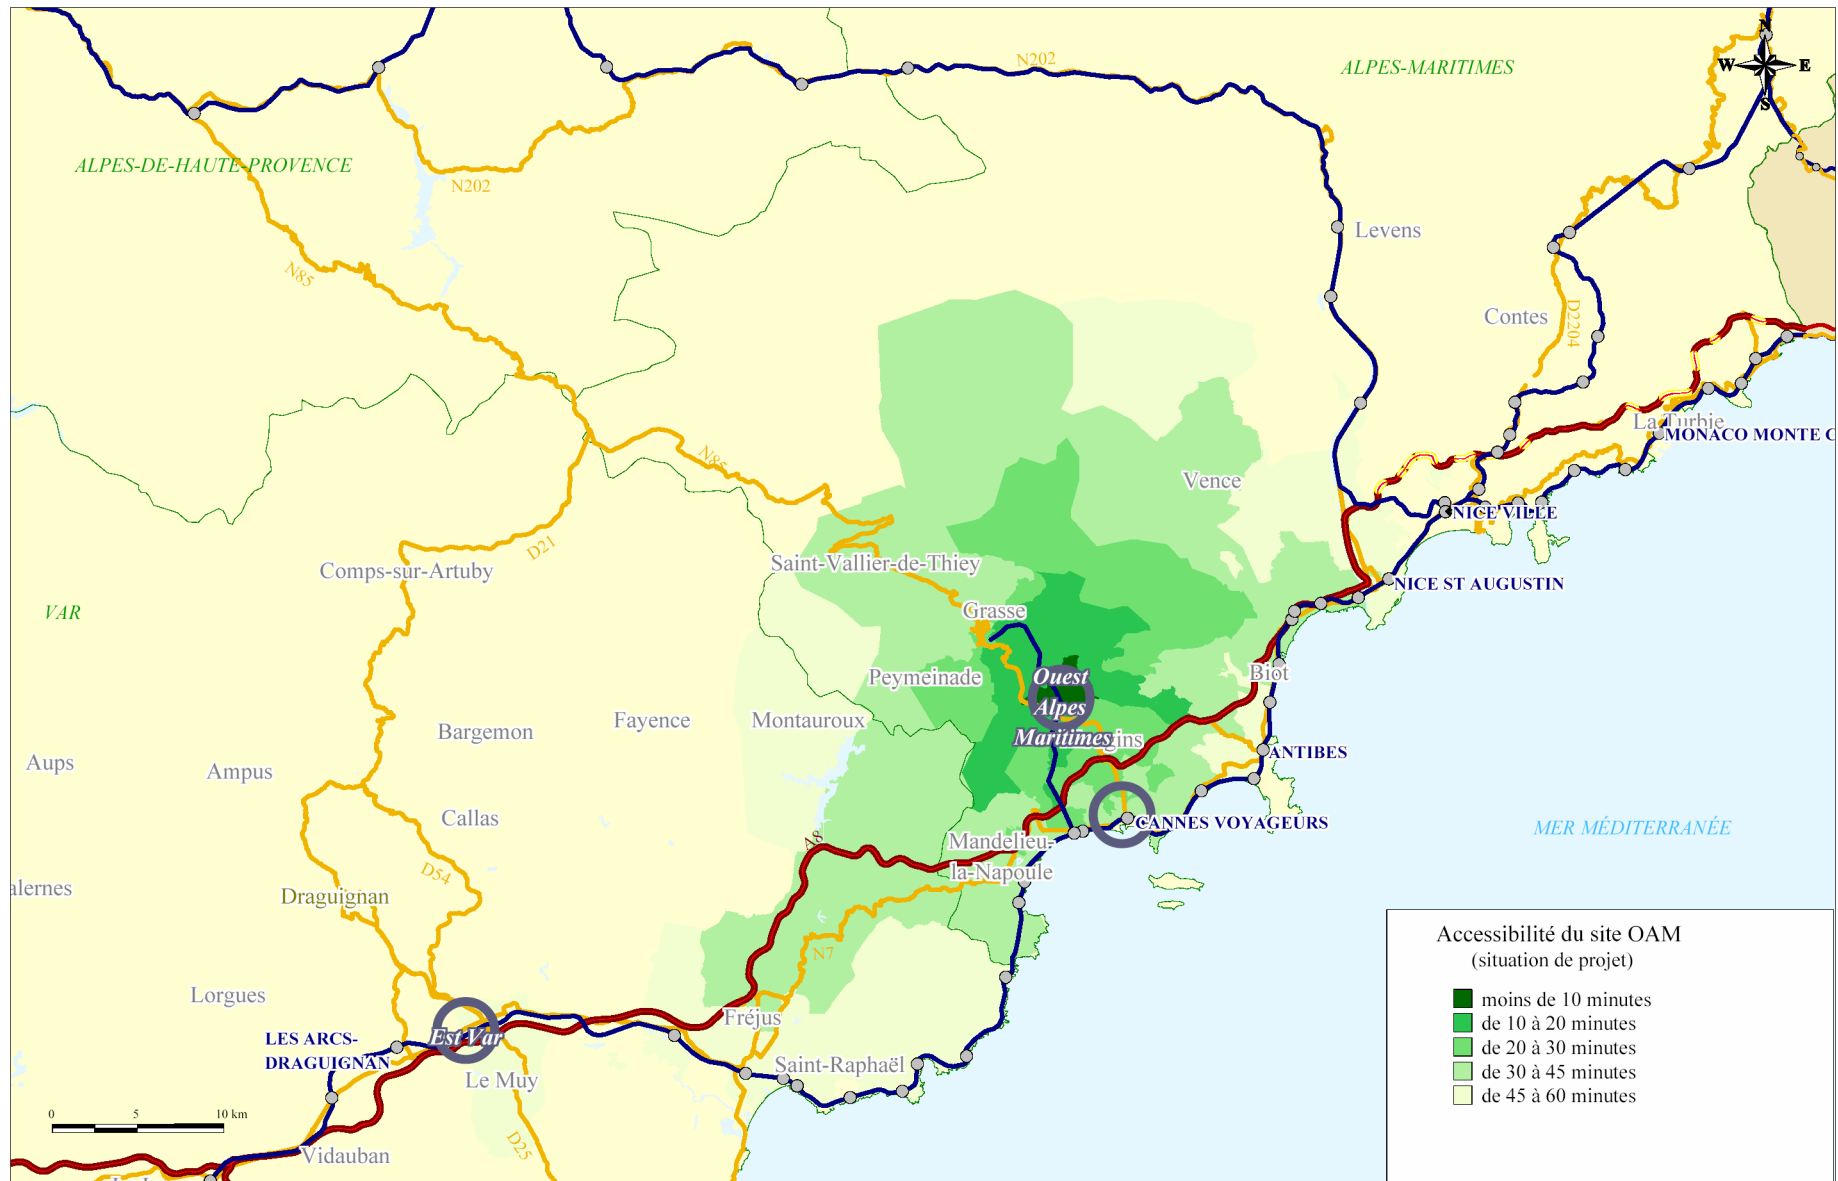 N
W
E
S
N202
ALPES-MARITIMES
ALPES-DE-HAUTE-PROVENCE
N202
Levens
N85
Contes
D2204
La Turbie
MONACO MONTE C
N85
Vence
NICE VILLE
D21
Comps-sur-Artuby
Saint-Vallier-de-Thiey
NICE ST AUGUSTIN
VAR
Grasse
Peymeinade
Ouest
Alpes
Maritimes
gins
Biot
Bargemon
Fayence
Montauroux
ANTIBES
Aups
Ampus
Callas
CANNES VOYAGEURS
MER MÉDITERRANÉE
A8
Mandelieu-
la-Napoule
D54
alernes
Draguignan
N7
Lorgues
Fréjus
Est Var
LES ARCS-
DRAGUIGNAN
Saint-Raphaël
Le Muy
0 5 10 km
D25
Vidauban
Accessibilité du site OAM
(situation de projet)
moins de 10 minutes
de 10 à 20 minutes
de 20 à 30 minutes
de 30 à 45 minutes
de 45 à 60 minutes